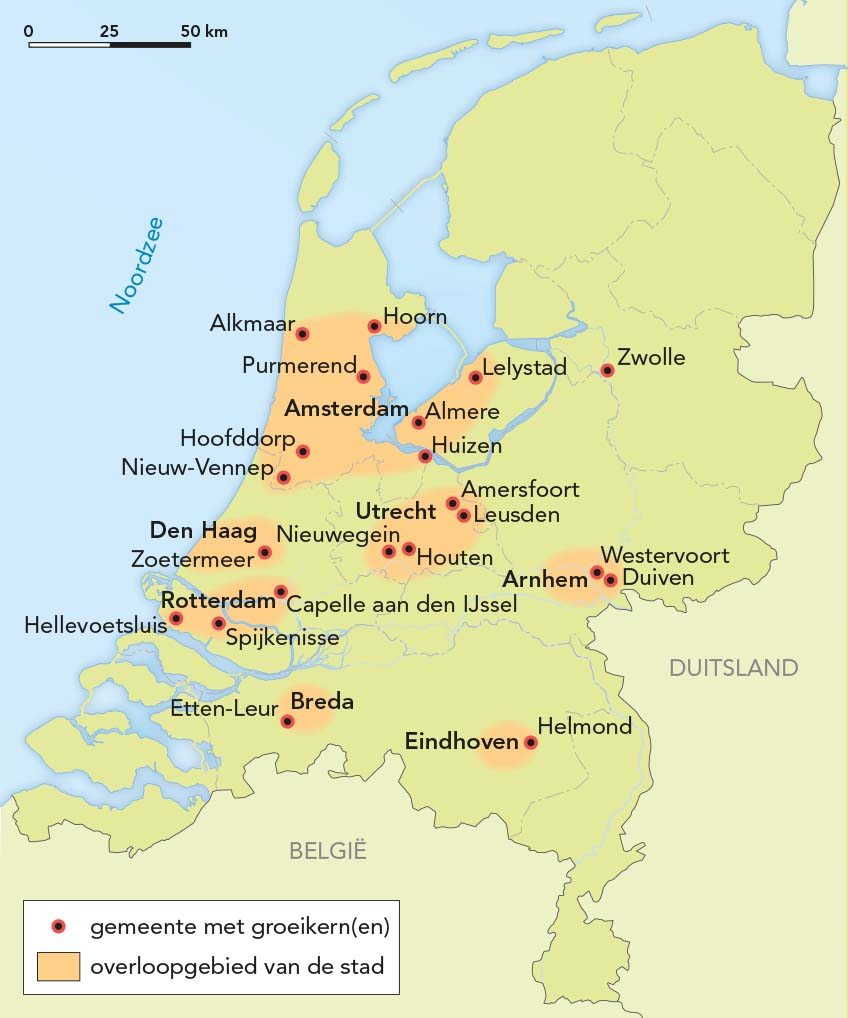 0 25 50 km
Noordzee
Alkmaar
Hoorn
Purmerend
Lelystad
Zwolle
Amsterdam
Almere
Hoofddorp
Huizen
Nieuw-Vennep
Amersfoort
Utrecht
Leusden
Den Haag
Nieuwegein
Zoetermeer
Houten
Westervoort
Arnhem
Duiven
Rotterdam
Capelle aan den IJssel
Hellevoetsluis
Spijkenisse
DUITSLAND
Etten-Leur
Breda
Helmond
Eindhoven
BELGIË
gemeente met groeikern(en)
overloopgebied van de stad